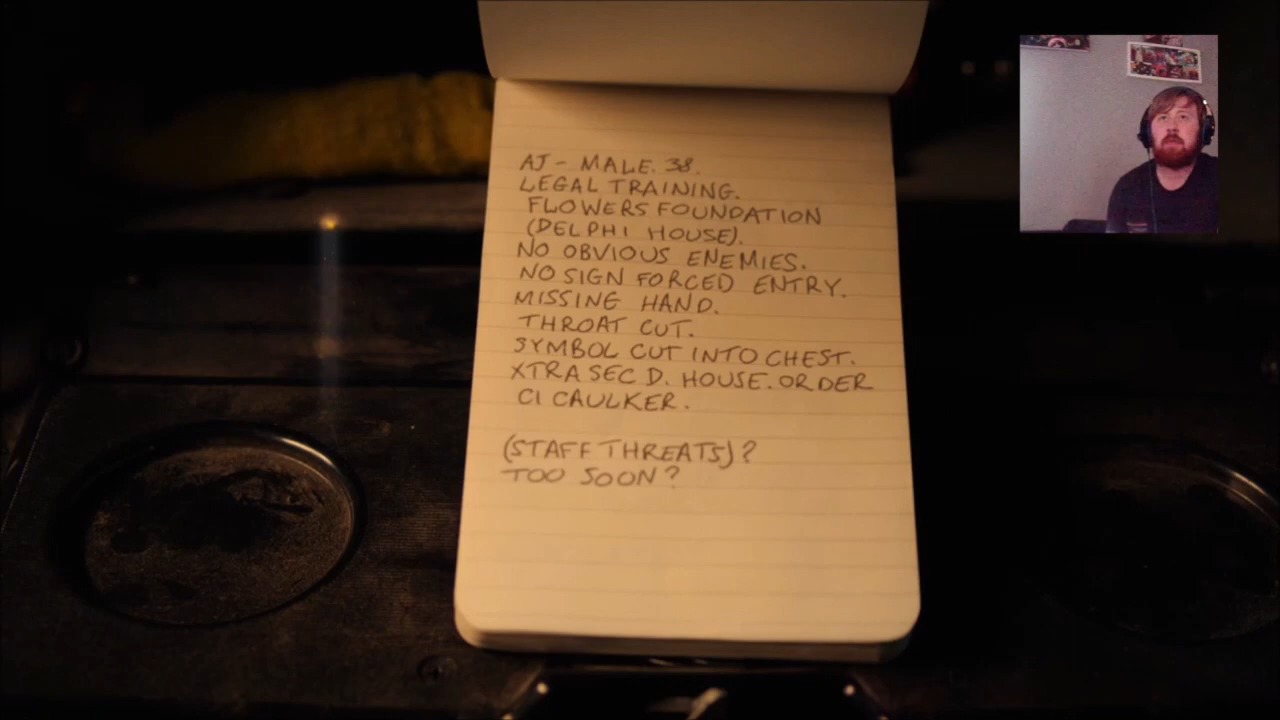 AJ - MALE. 38.
LEGAL TRAINING.
FLOWERS FOUNDATION
(DELPHI HOUSE).
NO OBVIOUS ENEMIES.
NO SIGN FORCED ENTRY.
MISSING HAND.
THROAT CUT.
SYMBOL CUT INTO CHEST.
XTRA SEC D. HOUSE. ORDER
CI CAULKER.
(STAFF THREATS)?
TOO SOON?